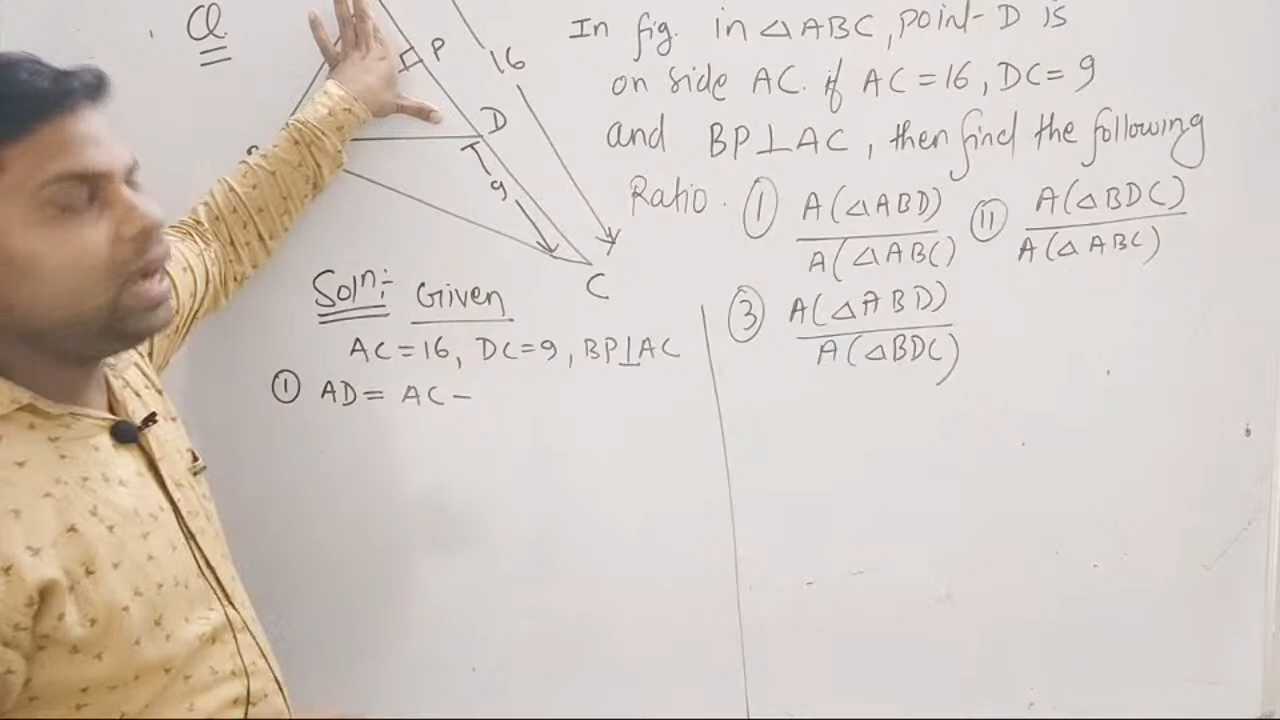 Q.
P
16
D
9
C
In fig. in △ABC, point-D is
on side AC. if AC=16, DC=9
and BP⊥AC, then find the following
Ratio. ① A(△ABD)
A(△ABC)
⑪ A(△BDC)
A(△ABC)
③ A(△ABD)
A(△BDC)
Solⁿ:- Given
AC=16, DC=9, BP⊥AC
① AD= AC-